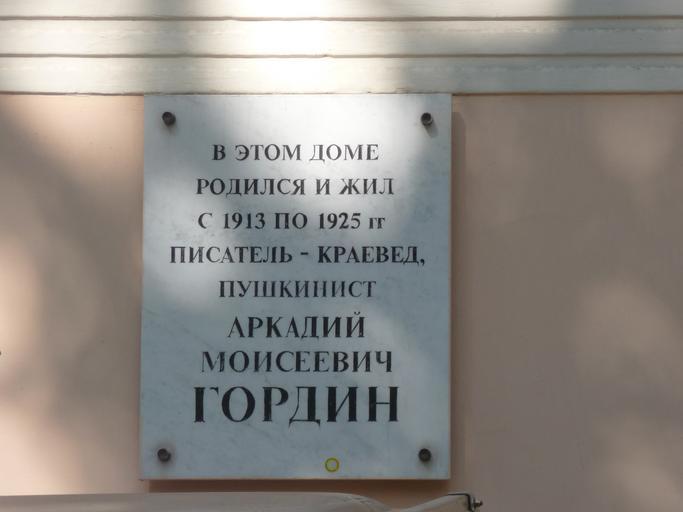 В ЭТОМ ДОМЕ
РОДИЛСЯ И ЖИЛ
С 1913 ПО 1925 гг
ПИСАТЕЛЬ - КРАЕВЕД,
ПУШКИНИСТ
АРКАДИЙ
МОИСЕЕВИЧ
ГОРДИН